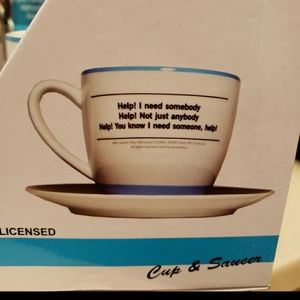 Help! I need somebody
Help! Not just anybody
Help! You know I need someone, help!
LICENSED
Cup & Saucer